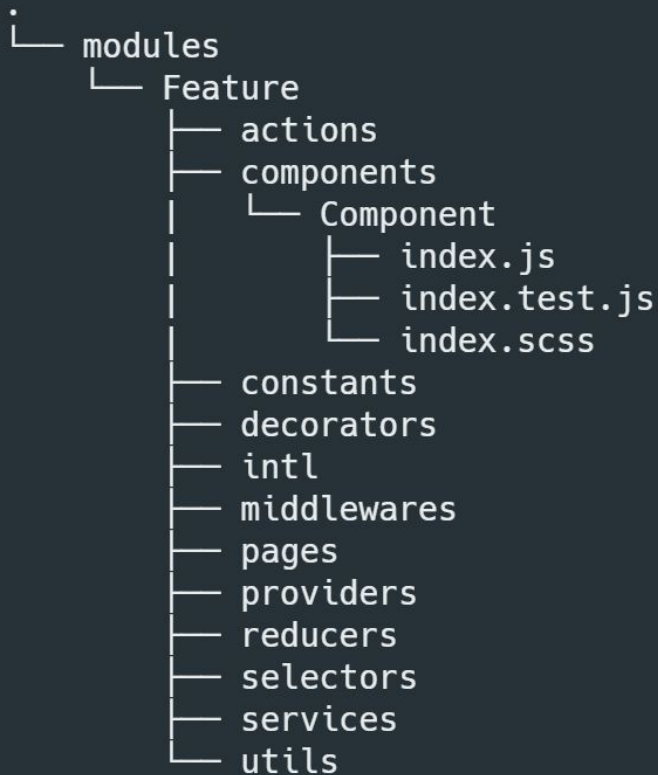 .
└── modules
    └── Feature
        ├── actions
        ├── components
        │   └── Component
        │       ├── index.js
        │       ├── index.test.js
        │       └── index.scss
        ├── constants
        ├── decorators
        ├── intl
        ├── middlewares
        ├── pages
        ├── providers
        ├── reducers
        ├── selectors
        ├── services
        └── utils